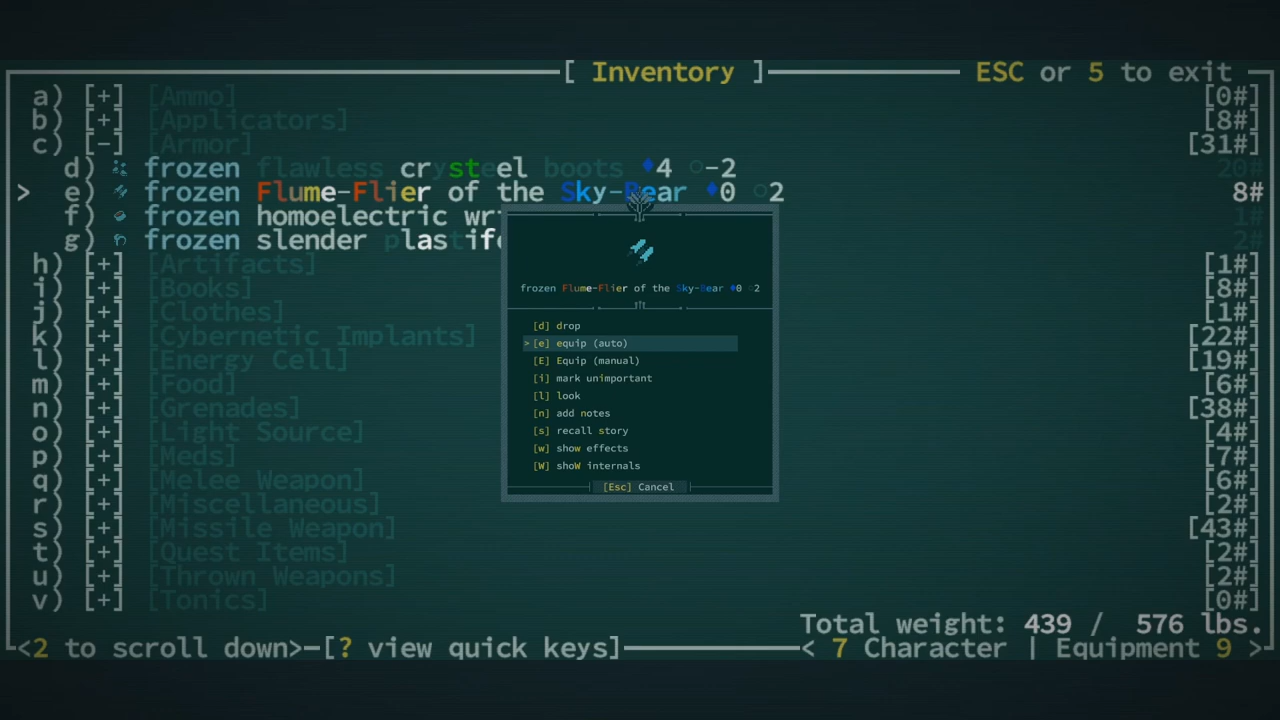 [ Inventory ] ESC or 5 to exit
a) [+] [Ammo] [0#]
b) [+] [Applicators] [8#]
c) [-] [Armor] [31#]
d) frozen flawless crysteel boots ♦4 ○-2 20#
> e) frozen Flume-Flier of the Sky-Bear ♦0 ○2 8#
f) frozen homoelectric wr 1#
g) frozen slender plastif 2#
h) [+] [Artifacts] [1#]
i) [+] [Books] [8#]
j) [+] [Clothes] [1#]
k) [+] [Cybernetic Implants] [22#]
l) [+] [Energy Cell] [19#]
m) [+] [Food] [6#]
n) [+] [Grenades] [38#]
o) [+] [Light Source] [4#]
p) [+] [Meds] [7#]
q) [+] [Melee Weapon] [6#]
r) [+] [Miscellaneous] [2#]
s) [+] [Missile Weapon] [43#]
t) [+] [Quest Items] [2#]
u) [+] [Thrown Weapons] [2#]
v) [+] [Tonics] [0#]
Total weight: 439 / 576 lbs.
<2 to scroll down> [? view quick keys] < 7 Character | Equipment 9 >
frozen Flume-Flier of the Sky-Bear ♦0 ○2
[d] drop
> [e] equip (auto)
[E] Equip (manual)
[i] mark unimportant
[l] look
[n] add notes
[s] recall story
[w] show effects
[W] shoW internals
[Esc] Cancel